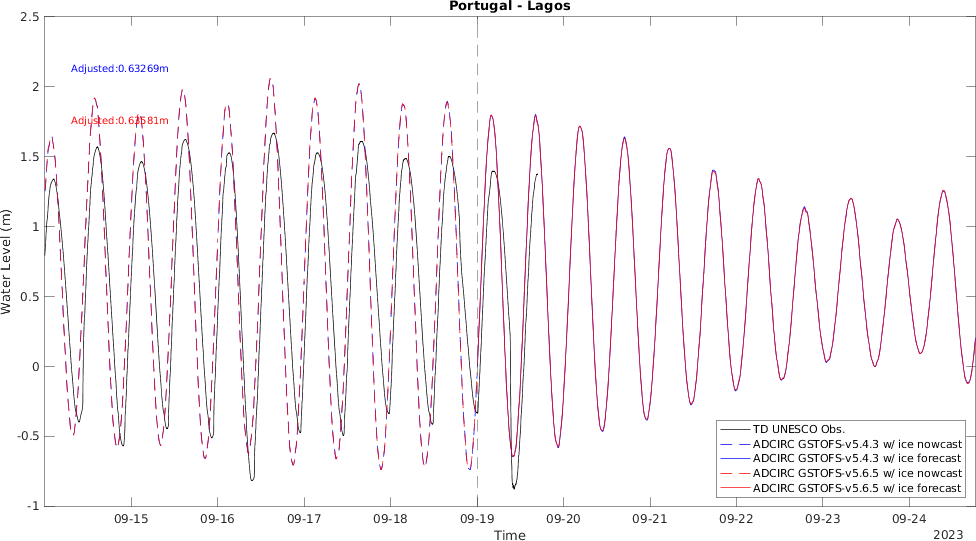 Portugal - Lagos
2.5
2
1.5
1
0.5
0
-0.5
-1
Water Level (m)
Adjusted:0.63269m
Adjusted:0.63581m
TD UNESCO Obs.
ADCIRC GSTOFS-v5.4.3 w/ ice nowcast
ADCIRC GSTOFS-v5.4.3 w/ ice forecast
ADCIRC GSTOFS-v5.6.5 w/ ice nowcast
ADCIRC GSTOFS-v5.6.5 w/ ice forecast
09-15 09-16 09-17 09-18 09-19 09-20 09-21 09-22 09-23 09-24
Time
2023